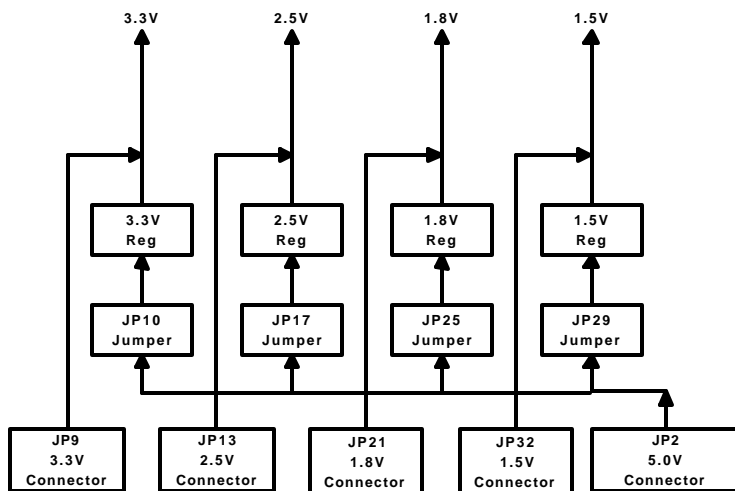 3.3V
2.5V
1.8V
1.5V
3.3V
Reg
2.5V
Reg
1.8V
Reg
1.5V
Reg
JP10
Jumper
JP17
Jumper
JP25
Jumper
JP29
Jumper
JP9
3.3V
Connector
JP13
2.5V
Connector
JP21
1.8V
Connector
JP32
1.5V
Connector
JP2
5.0V
Connector